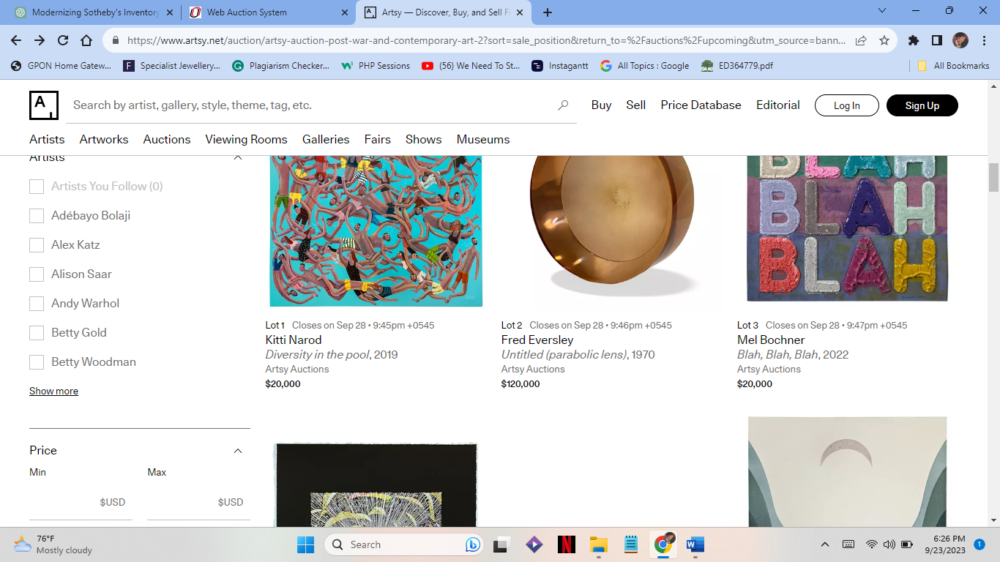 Modernizing Sotheby's Inventory
Web Auction System
Artsy — Discover, Buy, and Sell Fi
https://www.artsy.net/auction/artsy-auction-post-war-and-contemporary-art-2?sort=sale_position&return_to=%2Fauctions%2Fupcoming&utm_source=bann...
GPON Home Gatew...
Specialist Jewellery...
Plagiarism Checker...
PHP Sessions
(56) We Need To St...
Instagantt
All Topics : Google
ED364779.pdf
All Bookmarks
A
Search by artist, gallery, style, theme, tag, etc.
Buy
Sell
Price Database
Editorial
Log In
Sign Up
Artists
Artworks
Auctions
Viewing Rooms
Galleries
Fairs
Shows
Museums
Artists
Artists You Follow (0)
Adébayo Bolaji
Alex Katz
Alison Saar
Andy Warhol
Betty Gold
Betty Woodman
Show more
Price
Min
Max
$USD
$USD
Lot 1 Closes on Sep 28 • 9:45pm +0545
Kitti Narod
Diversity in the pool, 2019
Artsy Auctions
$20,000
Lot 2 Closes on Sep 28 • 9:46pm +0545
Fred Eversley
Untitled (parabolic lens), 1970
Artsy Auctions
$120,000
BLAH
BLAH
BLAH
Lot 3 Closes on Sep 28 • 9:47pm +0545
Mel Bochner
Blah, Blah, Blah, 2022
Artsy Auctions
$20,000
76°F
Mostly cloudy
Search
6:26 PM
9/23/2023
1